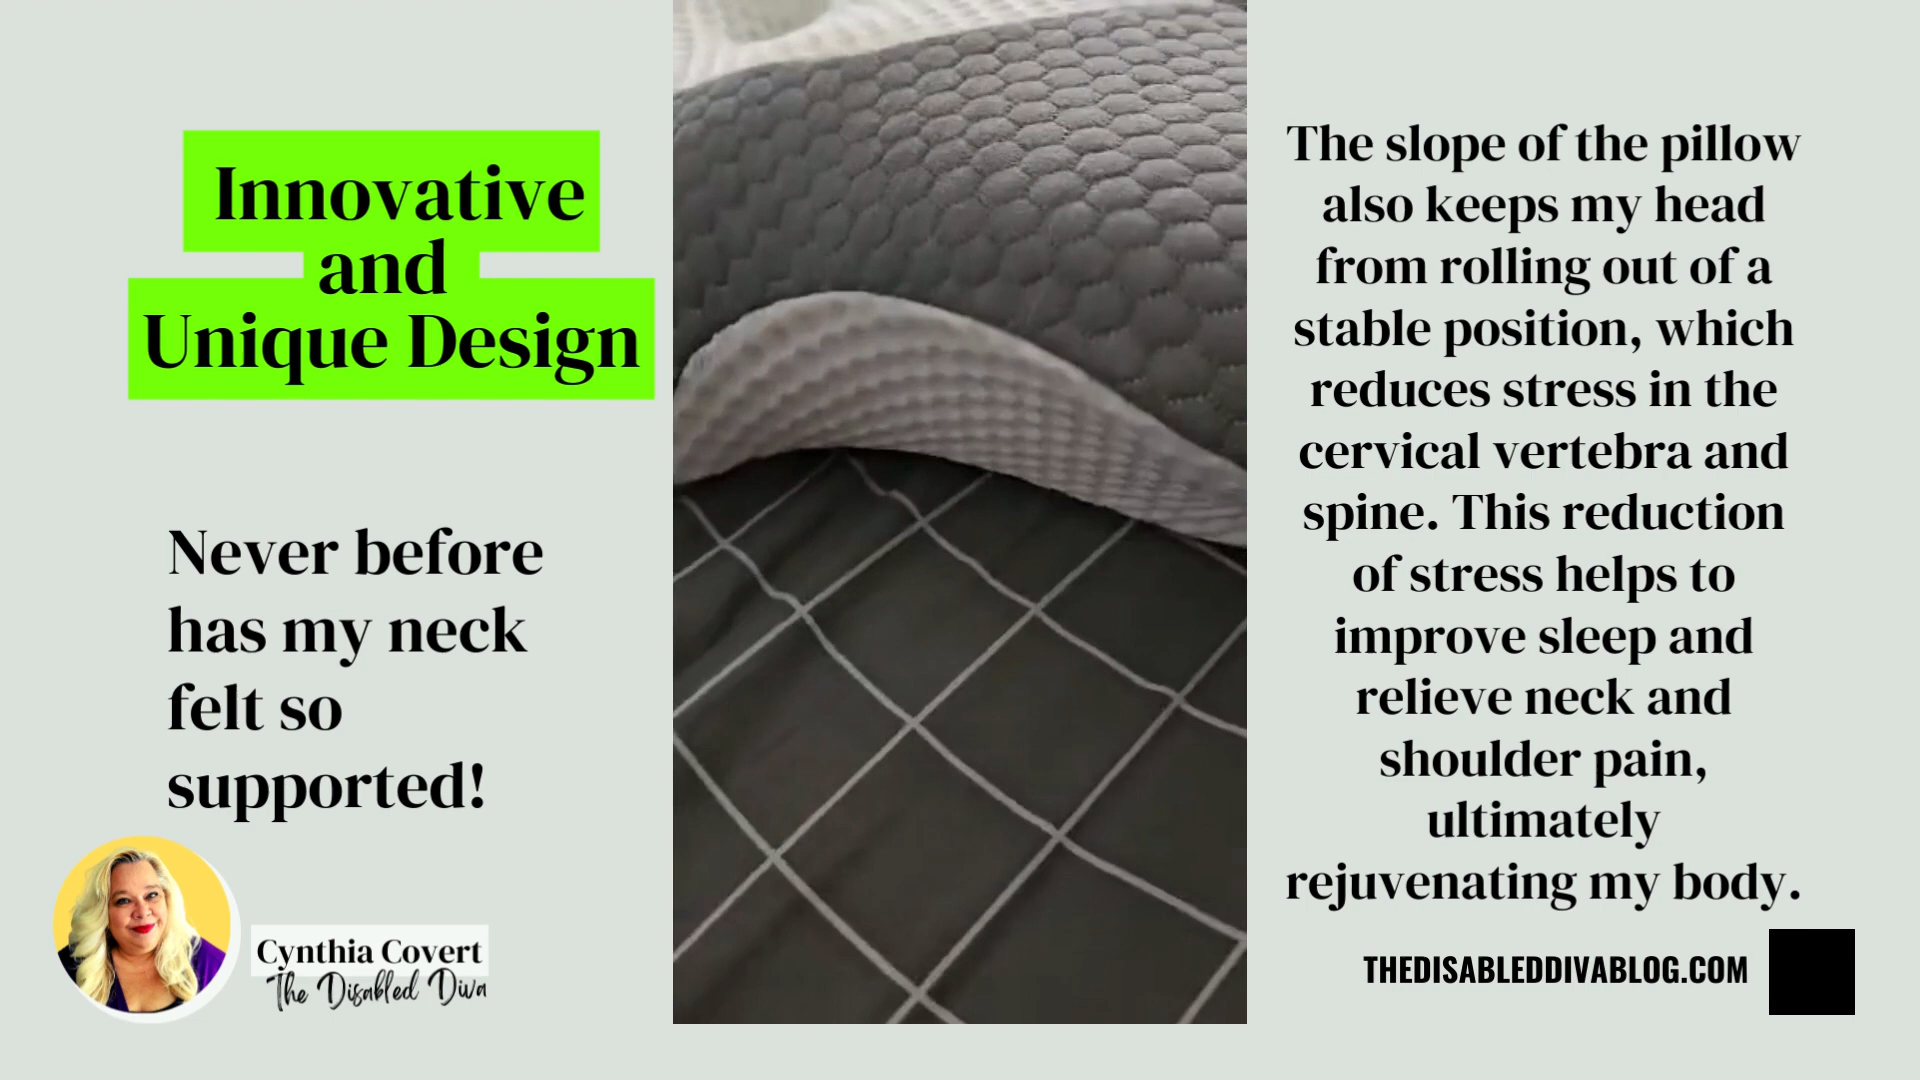 Innovative
and
Unique Design
Never before
has my neck
felt so
supported!
Cynthia Covert
The Disabled Diva
The slope of the pillow
also keeps my head
from rolling out of a
stable position, which
reduces stress in the
cervical vertebra and
spine. This reduction
of stress helps to
improve sleep and
relieve neck and
shoulder pain,
ultimately
rejuvenating my body.
THEDISABLEDDIVABLOG.COM